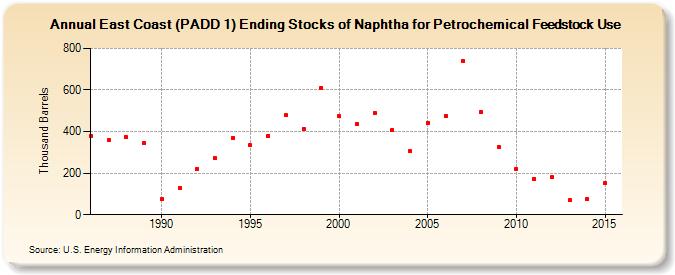 Annual East Coast (PADD 1) Ending Stocks of Naphtha for Petrochemical Feedstock Use
Thousand Barrels
800
600
400
200
0
1990 1995 2000 2005 2010 2015
Source: U.S. Energy Information Administration